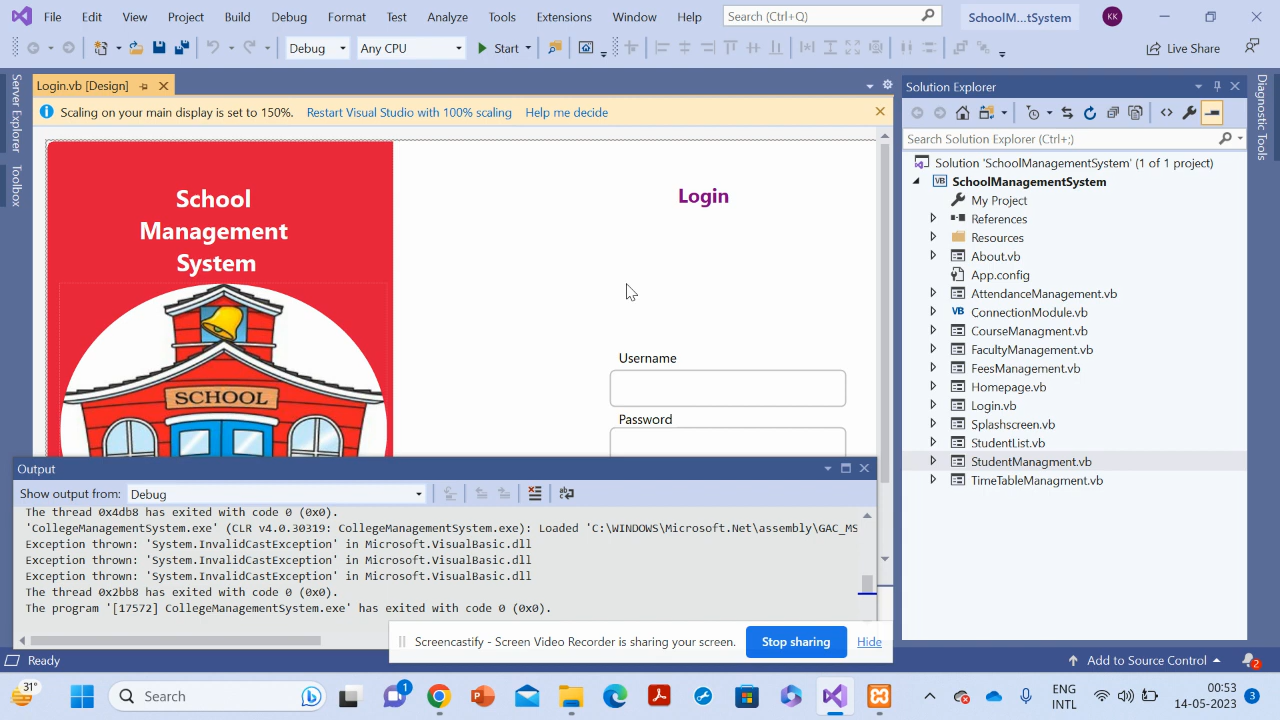 File Edit View Project Build Debug Format Test Analyze Tools Extensions Window Help Search (Ctrl+Q) SchoolM...tSystem KK
Debug Any CPU Start Live Share
Server Explorer
Toolbox
Login.vb [Design]
Scaling on your main display is set to 150%. Restart Visual Studio with 100% scaling Help me decide
School
Management
System
SCHOOL
Login
Username
Password
Output
Show output from: Debug
The thread 0x4db8 has exited with code 0 (0x0).
'CollegeManagementSystem.exe' (CLR v4.0.30319: CollegeManagementSystem.exe): Loaded 'C:\WINDOWS\Microsoft.Net\assembly\GAC_MS
Exception thrown: 'System.InvalidCastException' in Microsoft.VisualBasic.dll
Exception thrown: 'System.InvalidCastException' in Microsoft.VisualBasic.dll
Exception thrown: 'System.InvalidCastException' in Microsoft.VisualBasic.dll
The thread 0x2bb8 has exited with code 0 (0x0).
The program '[17572] CollegeManagementSystem.exe' has exited with code 0 (0x0).
Solution Explorer
Search Solution Explorer (Ctrl+;)
Solution 'SchoolManagementSystem' (1 of 1 project)
VB SchoolManagementSystem
My Project
References
Resources
About.vb
App.config
AttendanceManagement.vb
VB ConnectionModule.vb
CourseManagment.vb
FacultyManagement.vb
FeesManagement.vb
Homepage.vb
Login.vb
Splashscreen.vb
StudentList.vb
StudentManagment.vb
TimeTableManagment.vb
Diagnostic Tools
Screencastify - Screen Video Recorder is sharing your screen. Stop sharing Hide
Ready Add to Source Control 2
31° Search 1 ENG INTL 00:53 14-05-2023 3